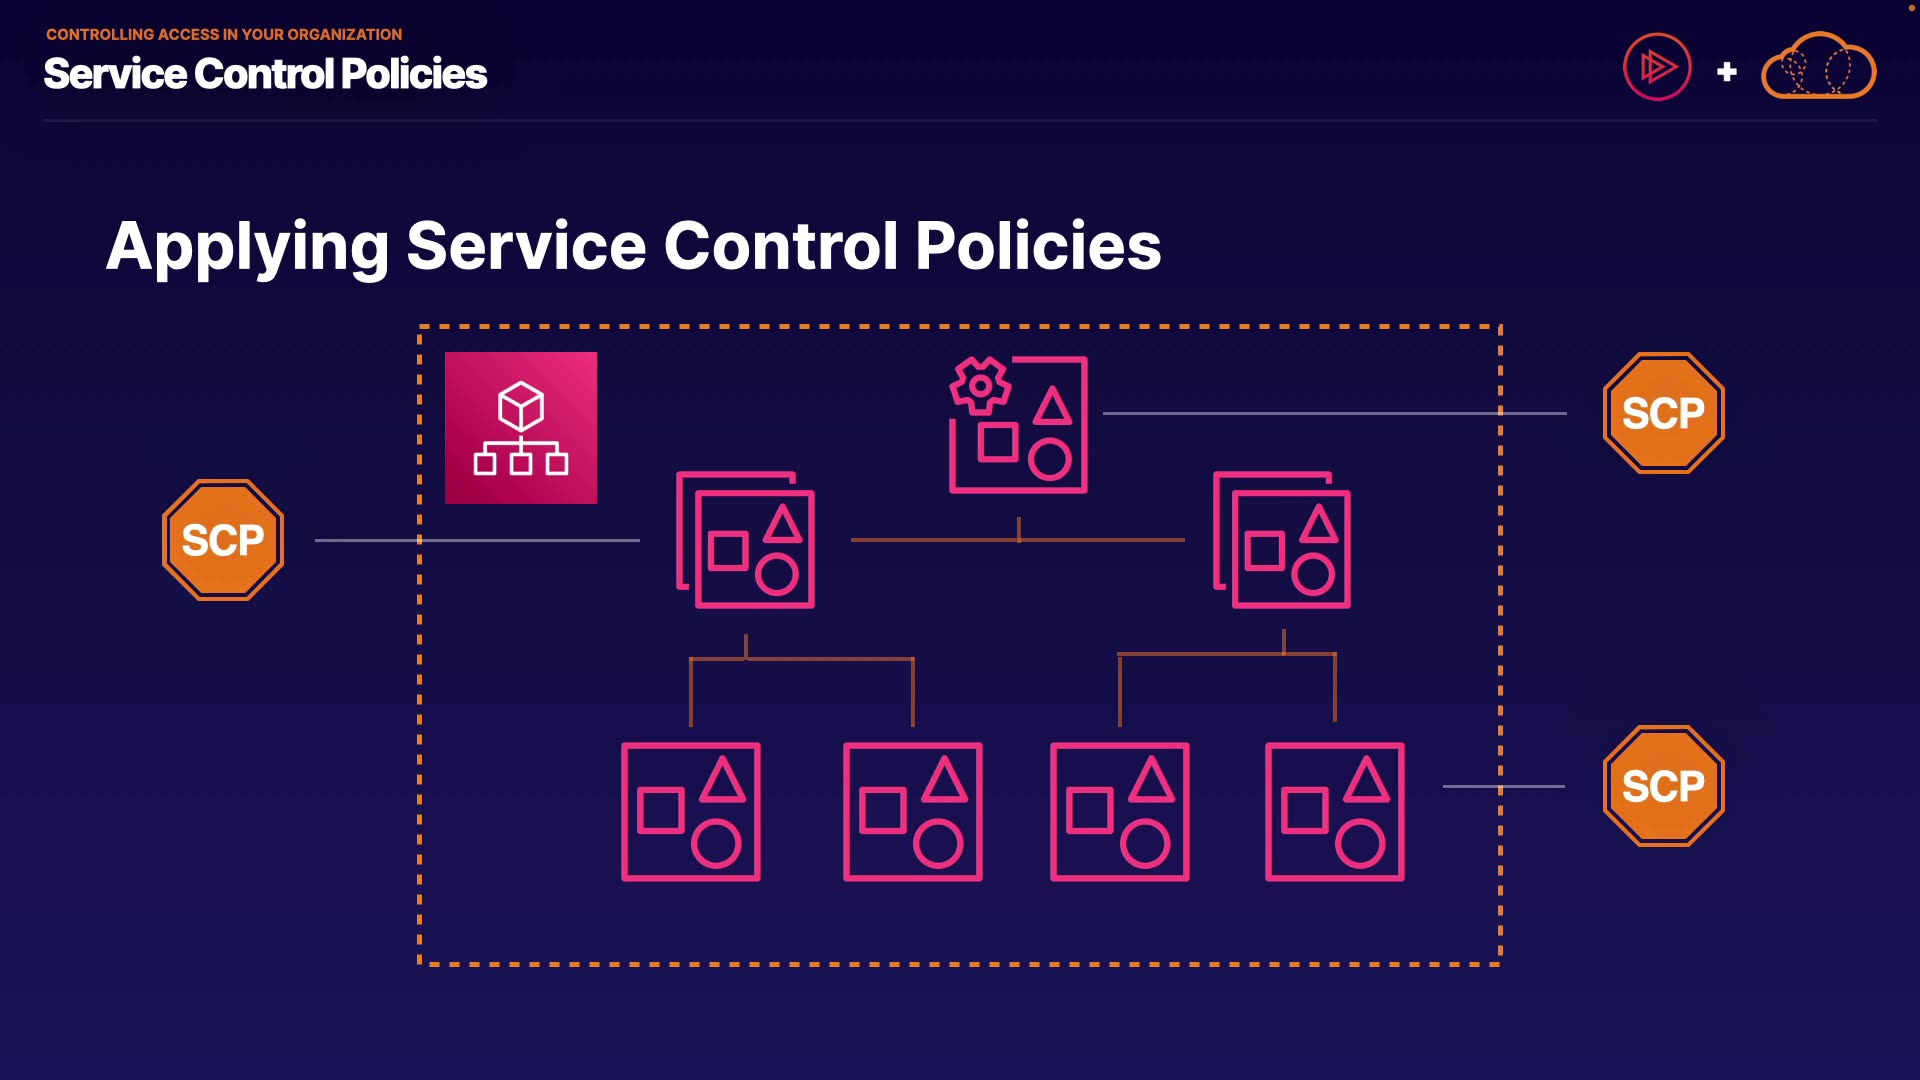 CONTROLLING ACCESS IN YOUR ORGANIZATION
Service Control Policies
Applying Service Control Policies
SCP
SCP
SCP